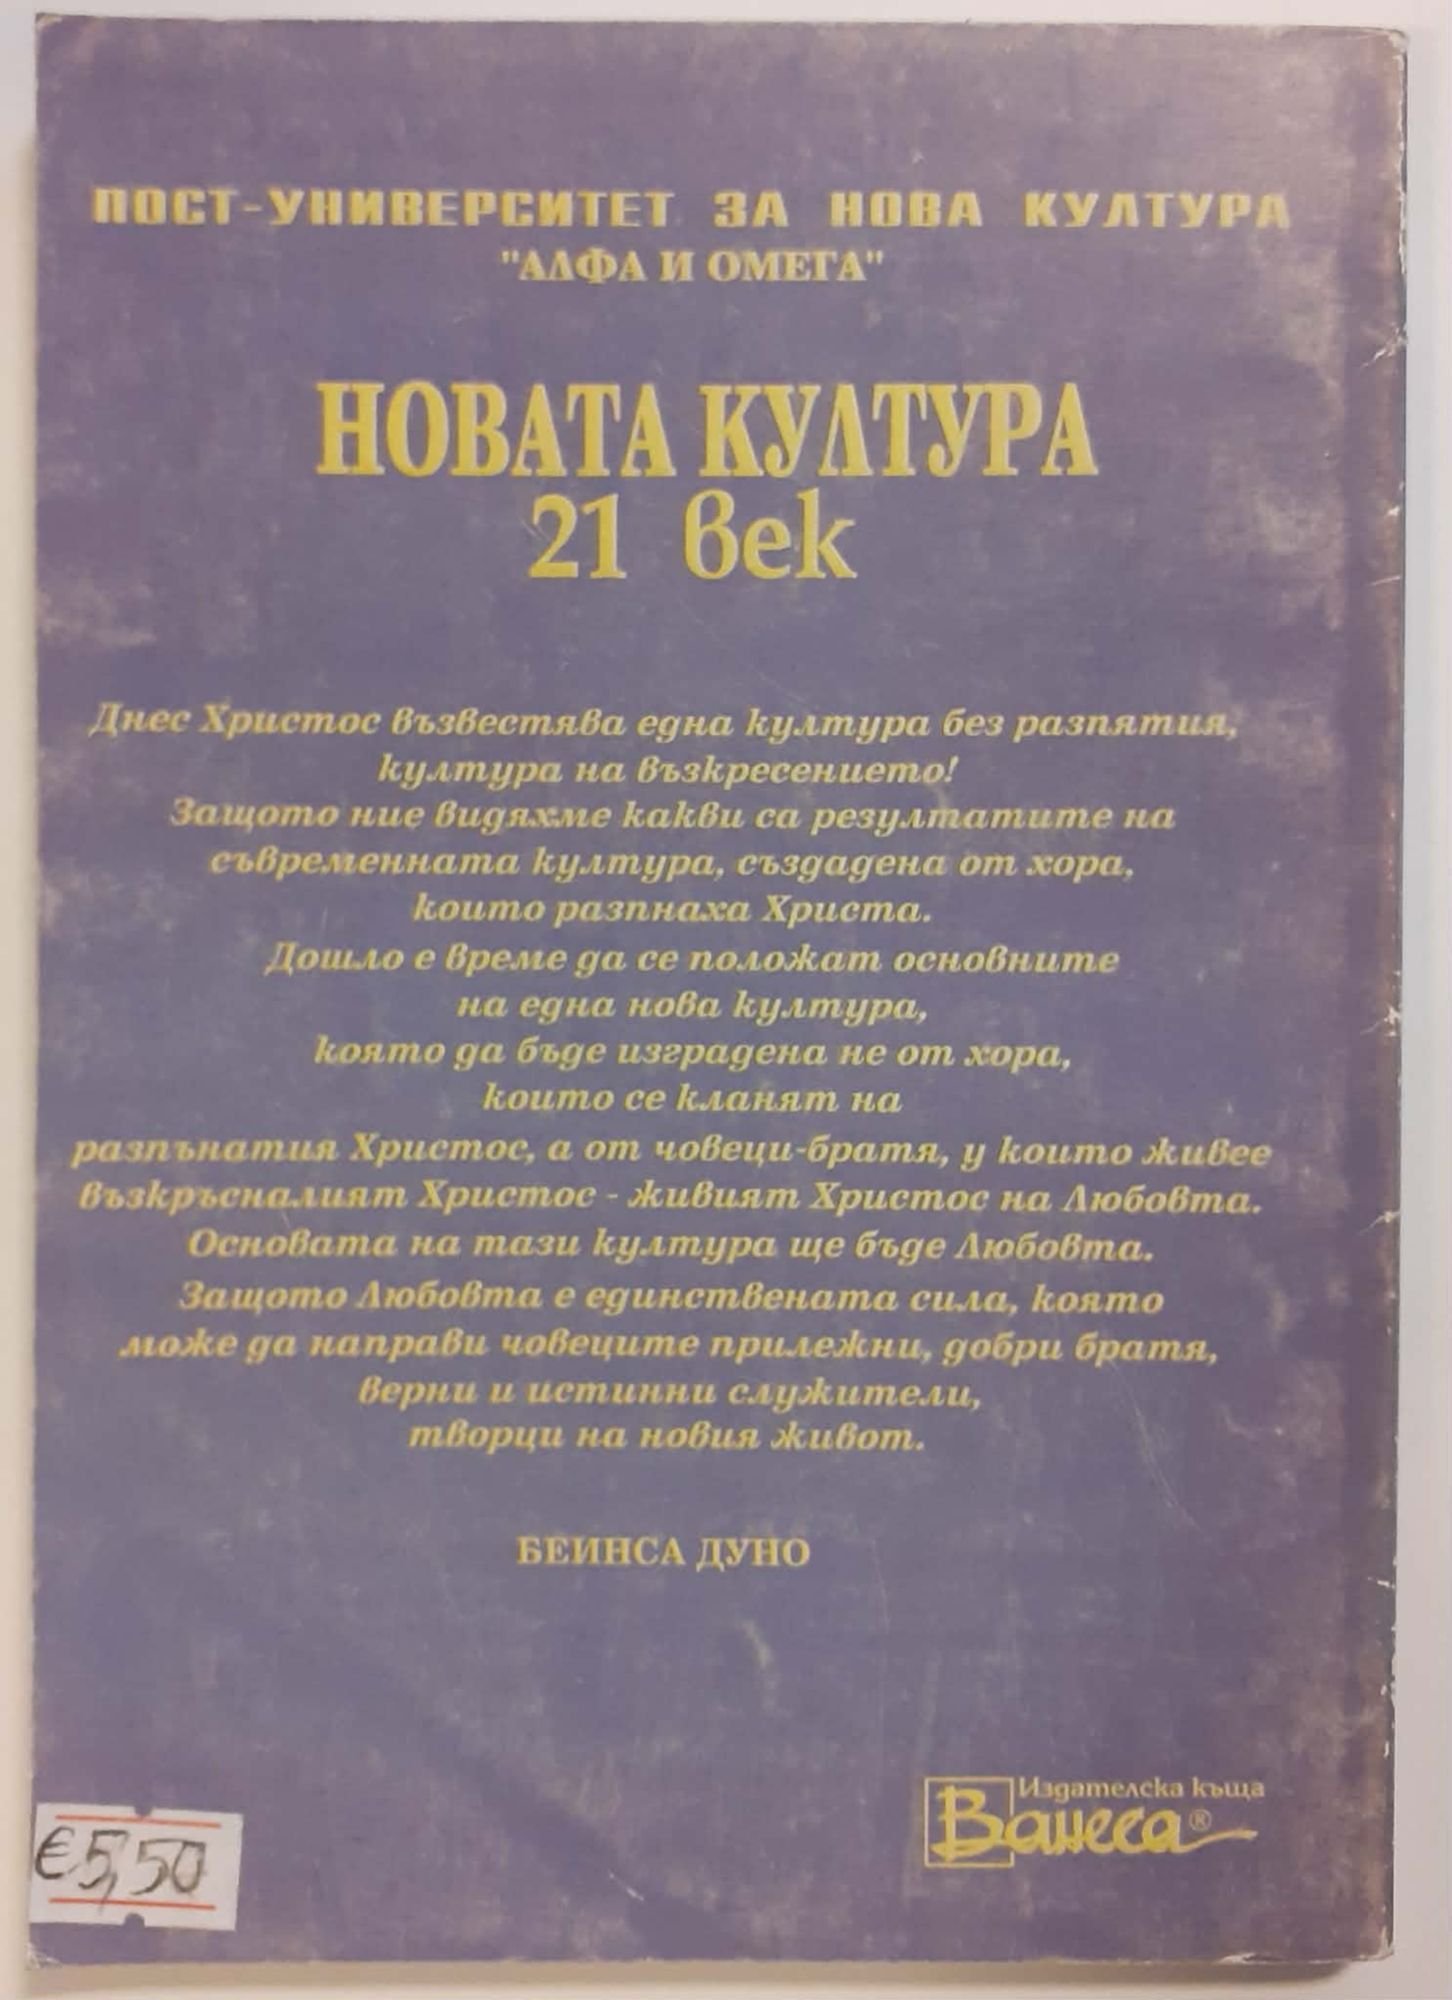 ПОСТ-УНИВЕРСИТЕТ ЗА НОВА КУЛТУРА
"АЛФА И ОМЕГА"
НОВАТА КУЛТУРА
21 век
Днес Христос възвестява една култура без разпятия,
култура на възкресението!
Защото ние видяхме какви са резултатите на
съвременната култура, създадена от хора,
които разпнаха Христа.
Дошло е време да се положат основните
на една нова култура,
която да бъде изградена не от хора,
които се кланят на
разпънатия Христос, а от човеци-братя, у които живее
възкръсналият Христос - живият Христос на Любовта.
Основата на тази култура ще бъде Любовта.
Защото Любовта е единствената сила, която
може да направи човеците прилежни, добри братя,
верни и истинни служители,
творци на новия живот.
БЕИНСА ДУНО
Издателска къща
Ванеса®
€5,50